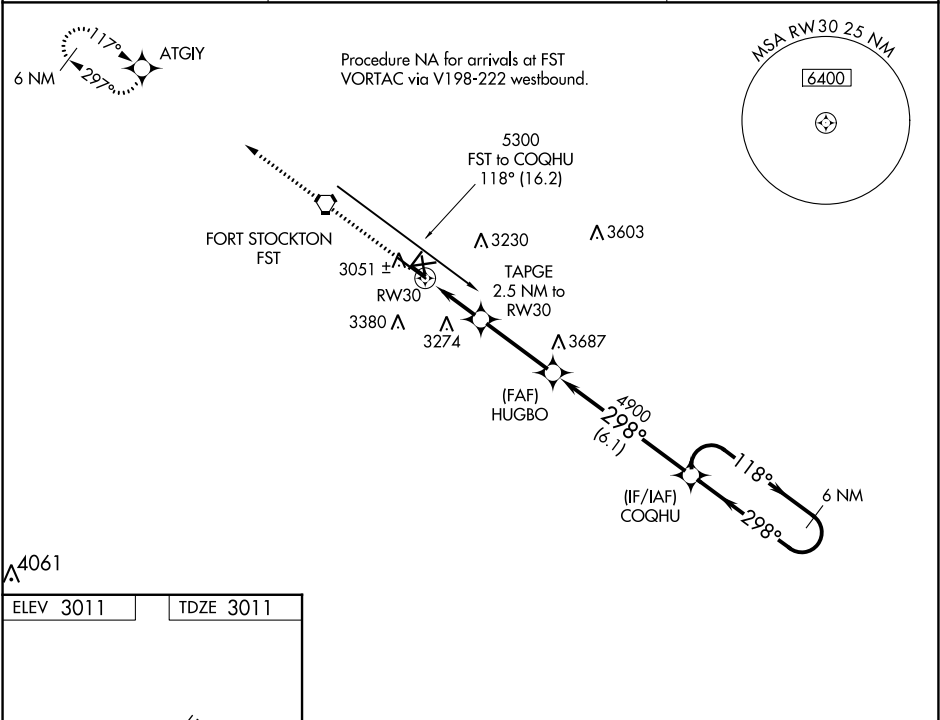 117°
297°
6 NM
ATGIY
Procedure NA for arrivals at FST
VORTAC via V198-222 westbound.
MSA RW30 25 NM
6400
5300
FST to COQHU
118° (16.2)
FORT STOCKTON
FST
3230
3603
3051 ±
RW30
TAPGE
2.5 NM to
RW30
3380
3274
3687
(FAF)
HUGBO
4900
298°
(6.1)
118°
6 NM
298°
(IF/IAF)
COQHU
4061
ELEV 3011
TDZE 3011